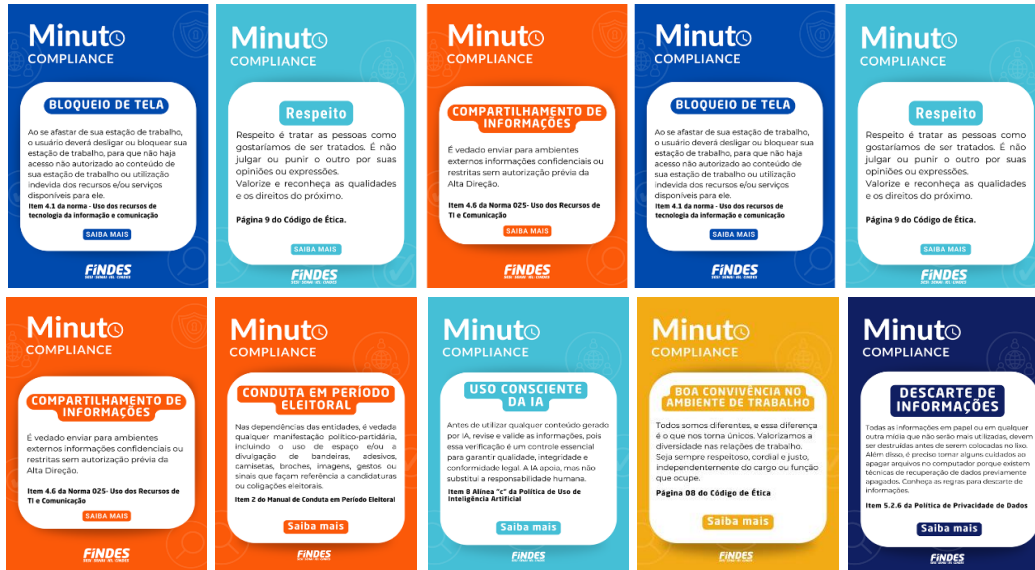 Minuto
COMPLIANCE
BLOQUEIO DE TELA
Ao se afastar de sua estação de trabalho,
o usuário deverá desligar ou bloquear sua
estação de trabalho, para que não haja
acesso não autorizado ao conteúdo de
sua estação de trabalho ou utilização
indevida dos recursos e/ou serviços
disponíveis para ele.
Item 4.1 da norma - Uso dos recursos de
tecnologia da informação e comunicação
SAIBA MAIS
FINDES
SESI SENAI IEL CINDES
Minuto
COMPLIANCE
Respeito
Respeito é tratar as pessoas como
gostaríamos de ser tratados. É não
julgar ou punir o outro por suas
opiniões ou expressões.
Valorize e reconheça as qualidades
e os direitos do próximo.
Página 9 do Código de Ética.
SAIBA MAIS
FINDES
SESI SENAI IEL CINDES
Minuto
COMPLIANCE
COMPARTILHAMENTO DE
INFORMAÇÕES
É vedado enviar para ambientes
externos informações confidenciais ou
restritas sem autorização prévia da
Alta Direção.
Item 4.6 da Norma 025- Uso dos Recursos de
TI e Comunicação
SAIBA MAIS
FINDES
SESI SENAI IEL CINDES
Minuto
COMPLIANCE
BLOQUEIO DE TELA
Ao se afastar de sua estação de trabalho,
o usuário deverá desligar ou bloquear sua
estação de trabalho, para que não haja
acesso não autorizado ao conteúdo de
sua estação de trabalho ou utilização
indevida dos recursos e/ou serviços
disponíveis para ele.
Item 4.1 da norma - Uso dos recursos de
tecnologia da informação e comunicação
SAIBA MAIS
FINDES
SESI SENAI IEL CINDES
Minuto
COMPLIANCE
Respeito
Respeito é tratar as pessoas como
gostaríamos de ser tratados. É não
julgar ou punir o outro por suas
opiniões ou expressões.
Valorize e reconheça as qualidades
e os direitos do próximo.
Página 9 do Código de Ética.
SAIBA MAIS
FINDES
SESI SENAI IEL CINDES
Minuto
COMPLIANCE
COMPARTILHAMENTO DE
INFORMAÇÕES
É vedado enviar para ambientes
externos informações confidenciais ou
restritas sem autorização prévia da
Alta Direção.
Item 4.6 da Norma 025- Uso dos Recursos de
TI e Comunicação
SAIBA MAIS
FINDES
Minuto
COMPLIANCE
CONDUTA EM PERÍODO
ELEITORAL
Nas dependências das entidades, é vedada
qualquer manifestação político-partidária,
incluindo o uso de espaço e/ou a
divulgação de bandeiras, adesivos,
camisetas, broches, imagens, gestos ou
sinais que façam referência a candidaturas
ou coligações eleitorais.
Item 2 do Manual de Conduta em Período Eleitoral
Saiba mais
FINDES
Minuto
COMPLIANCE
USO CONSCIENTE
DA IA
Antes de utilizar qualquer conteúdo gerado
por IA, revise e valide as informações, pois
essa verificação é um controle essencial
para garantir qualidade, integridade e
conformidade legal. A IA apoia, mas não
substitui a responsabilidade humana.
Item 8 Alínea "c" da Política de Uso de
Inteligência Artificial
Saiba mais
FINDES
Minuto
COMPLIANCE
BOA CONVIVÊNCIA NO
AMBIENTE DE TRABALHO
Todos somos diferentes, e essa diferença
é o que nos torna únicos. Valorizamos a
diversidade nas relações de trabalho.
Seja sempre respeitoso, cordial e justo,
independentemente do cargo ou função
que ocupe.
Página 08 do Código de Ética
Saiba mais
FINDES
Minuto
COMPLIANCE
DESCARTE DE
INFORMAÇÕES
Todas as informações em papel ou em qualquer
outra mídia que não serão mais utilizadas, devem
ser destruídas antes de serem colocadas no lixo.
Além disso, é preciso tomar alguns cuidados ao
apagar arquivos no computador porque existem
técnicas de recuperação de dados previamente
apagados. Conheça as regras para descarte de
informações.
Item 5.2.6 da Política de Privacidade de Dados
Saiba mais
FINDES